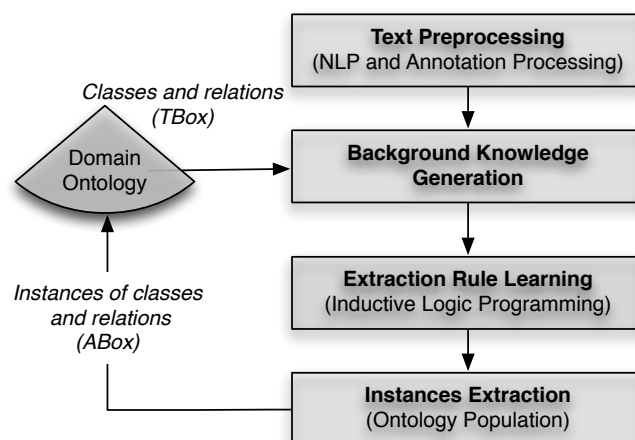 Text Preprocessing
(NLP and Annotation Processing)
Classes and relations
(TBox)
Domain
Ontology
Background Knowledge
Generation
Extraction Rule Learning
(Inductive Logic Programming)
Instances of classes
and relations
(ABox)
Instances Extraction
(Ontology Population)